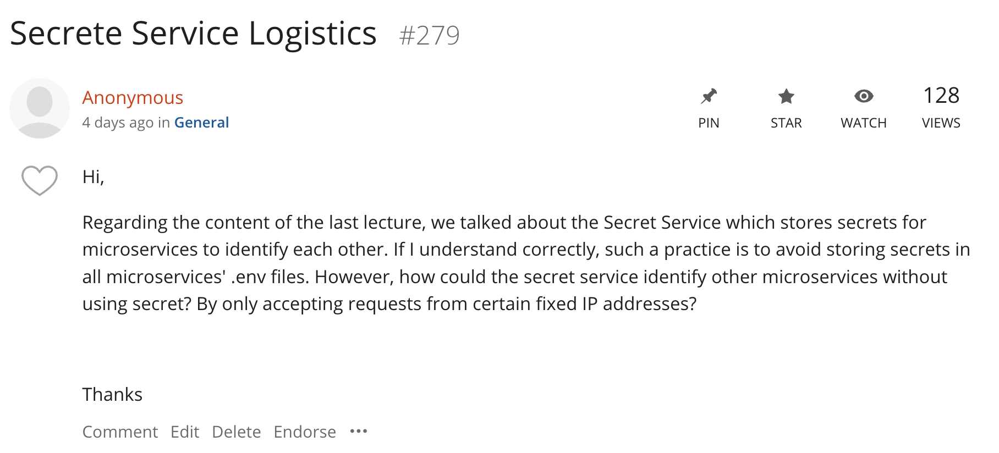 Secrete Service Logistics #279
Anonymous
4 days ago in General
PIN
STAR
WATCH
128
VIEWS
Hi,
Regarding the content of the last lecture, we talked about the Secret Service which stores secrets for
microservices to identify each other. If I understand correctly, such a practice is to avoid storing secrets in
all microservices' .env files. However, how could the secret service identify other microservices without
using secret? By only accepting requests from certain fixed IP addresses?
Thanks
Comment Edit Delete Endorse •••